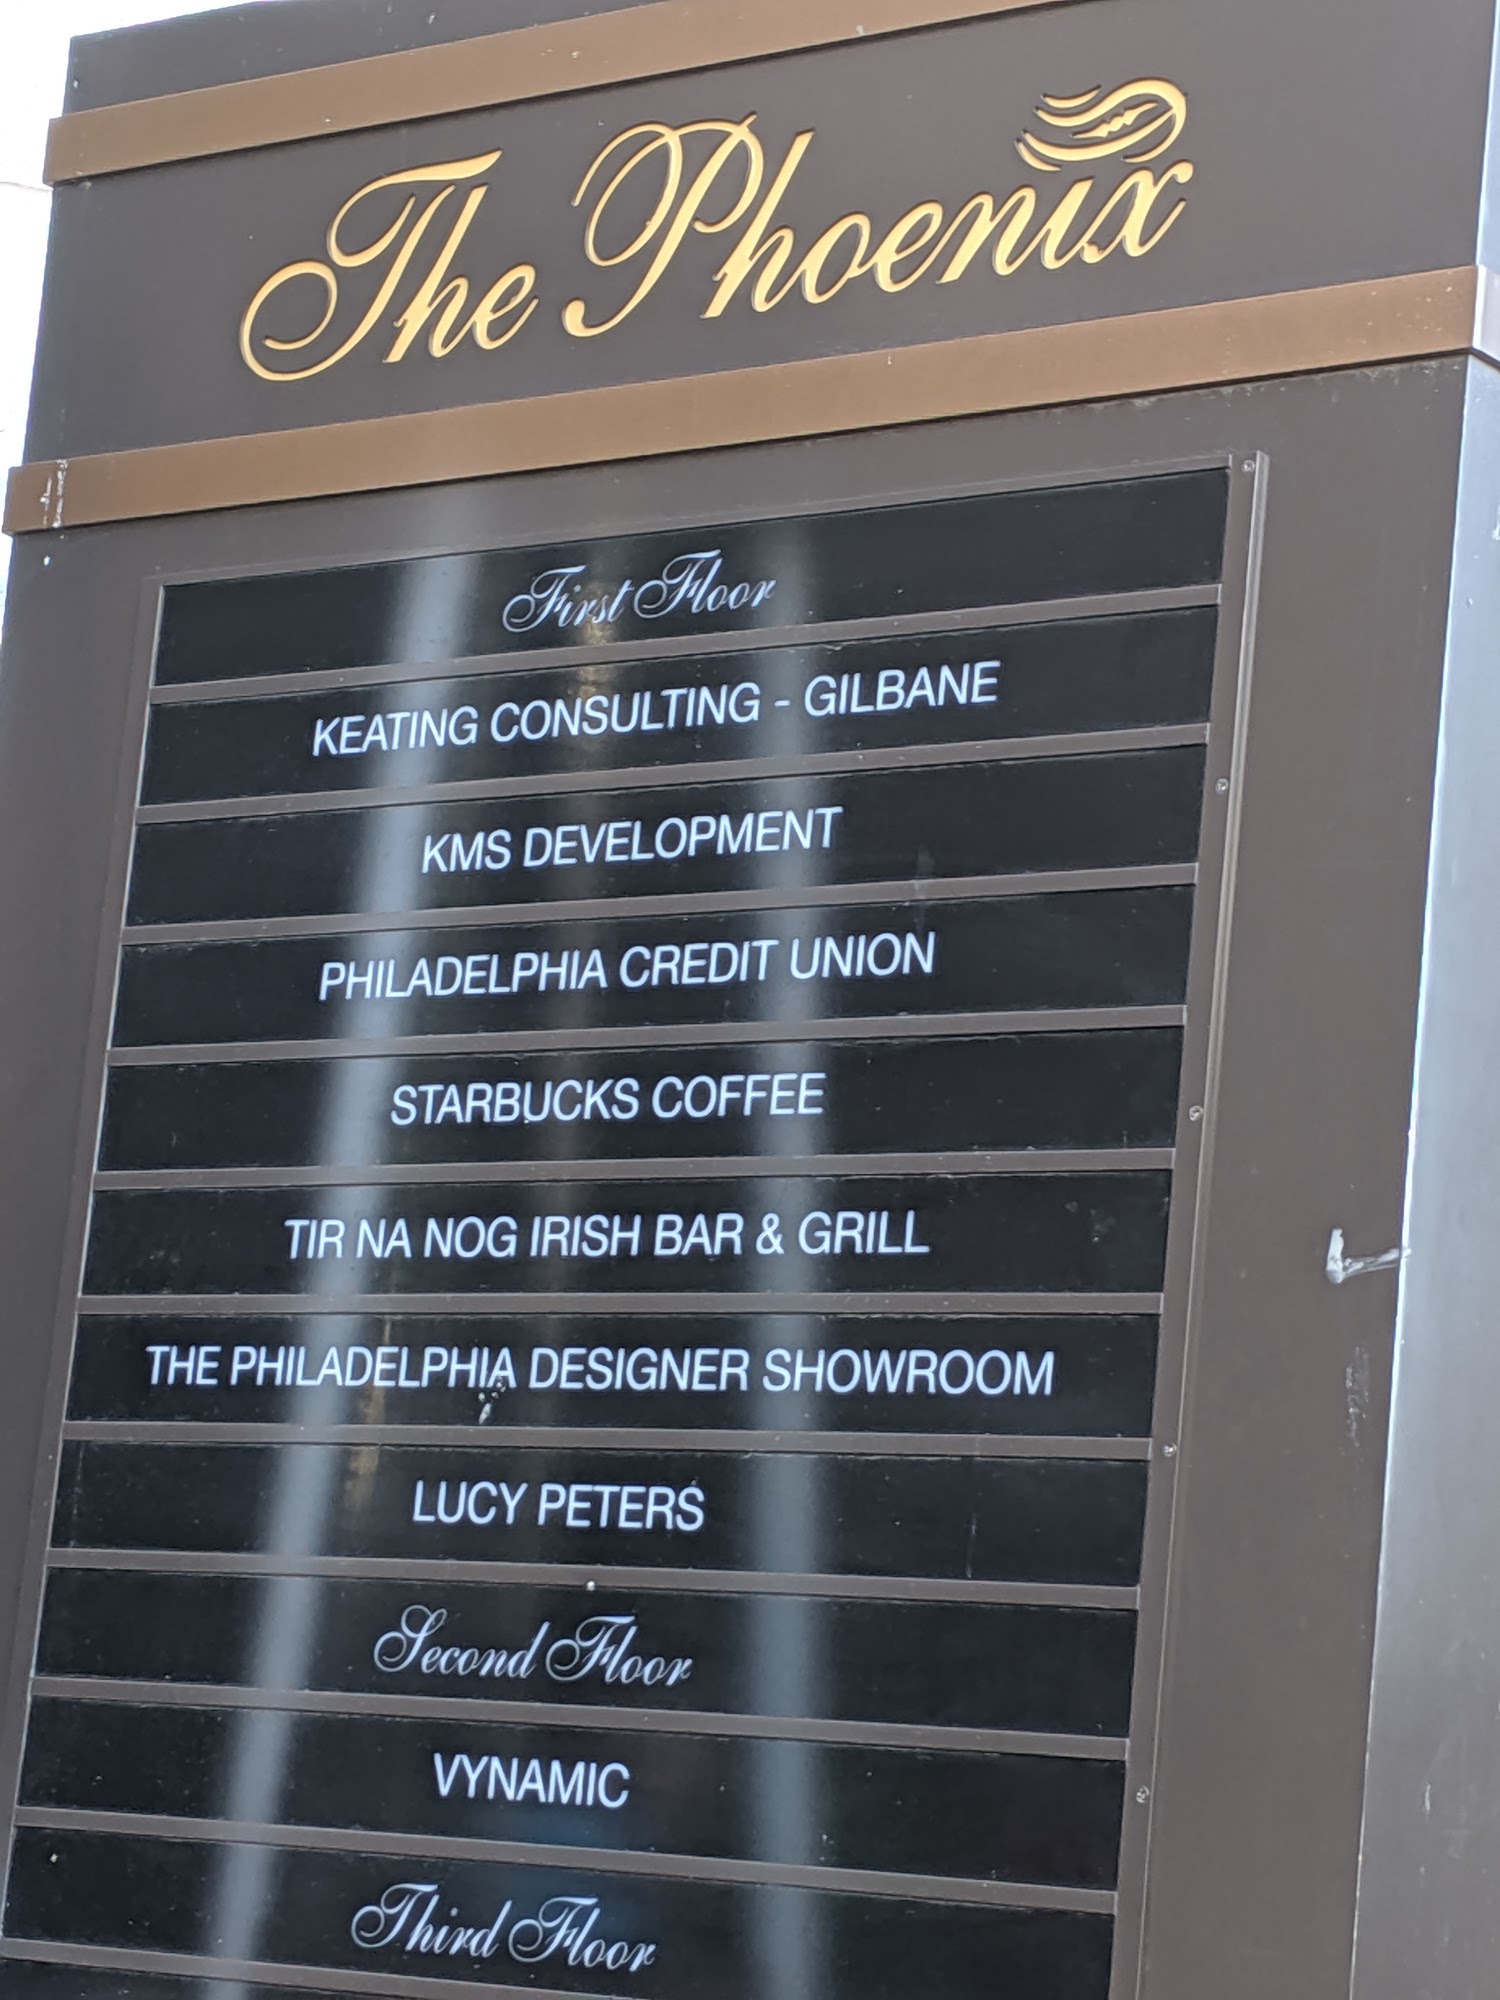 The Phoenix
First Floor
KEATING CONSULTING - GILBANE
KMS DEVELOPMENT
PHILADELPHIA CREDIT UNION
STARBUCKS COFFEE
TIR NA NOG IRISH BAR & GRILL
THE PHILADELPHIA DESIGNER SHOWROOM
LUCY PETERS
Second Floor
VYNAMIC
Third Floor